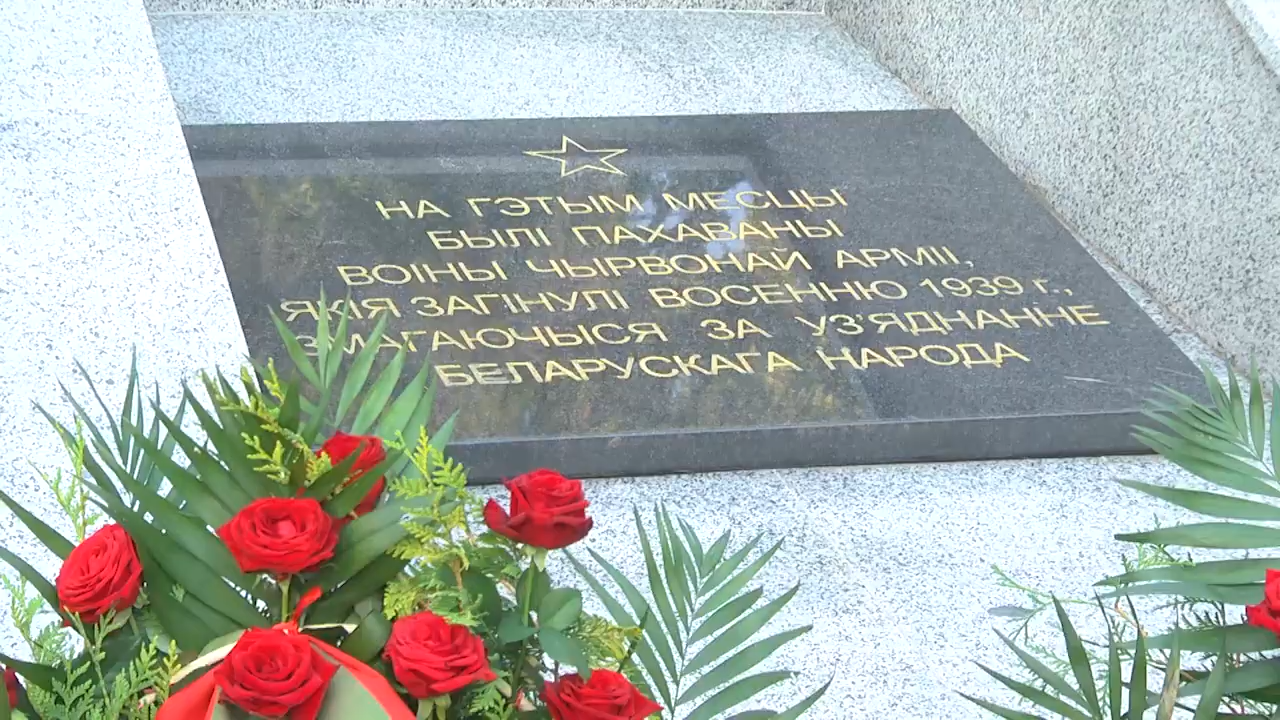 НА ГЭТЫМ МЕСЦЫ
БЫЛІ ПАХАВАНЫ
ВОІНЫ ЧЫРВОНАЙ АРМІІ,
ЯКІЯ ЗАГІНУЛІ ВОСЕННЮ 1939 г.,
ЗМАГАЮЧЫСЯ ЗА УЗ'ЯДНАННЕ
БЕЛАРУСКАГА НАРОДА